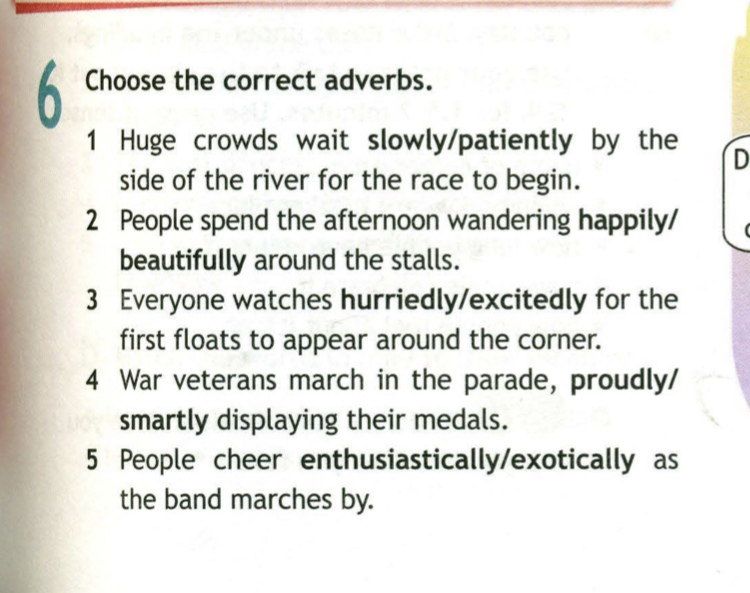 6 Choose the correct adverbs.
1 Huge crowds wait slowly/patiently by the
side of the river for the race to begin.
2 People spend the afternoon wandering happily/
beautifully around the stalls.
3 Everyone watches hurriedly/excitedly for the
first floats to appear around the corner.
4 War veterans march in the parade, proudly/
smartly displaying their medals.
5 People cheer enthusiastically/exotically as
the band marches by.
D